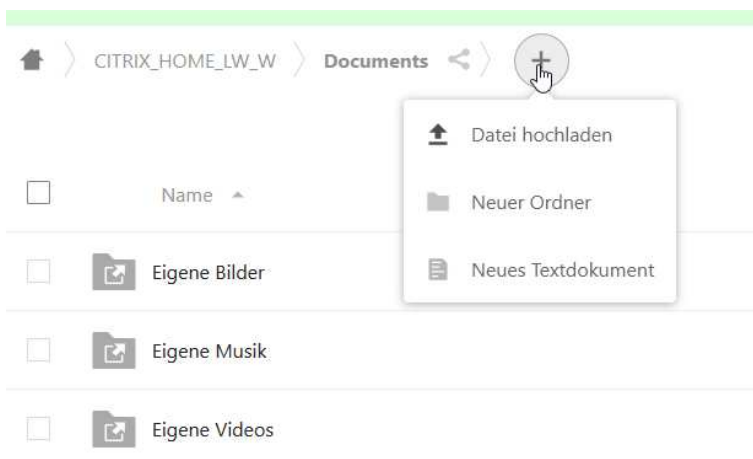 CITRIX_HOME_LW_W Documents
Datei hochladen
Name
Neuer Ordner
Eigene Bilder
Neues Textdokument
Eigene Musik
Eigene Videos